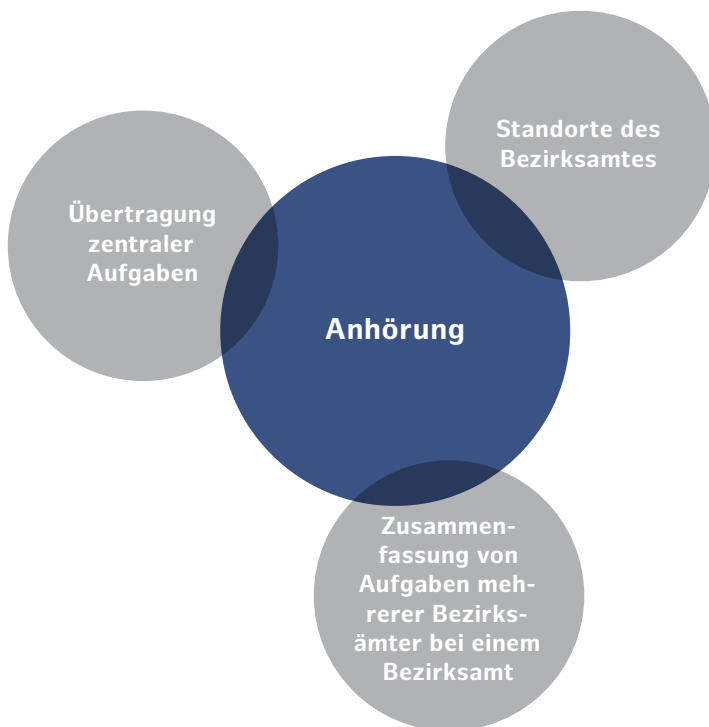 Standorte des
Bezirksamtes
Übertragung
zentraler
Aufgaben
Anhörung
Zusammen-
fassung von
Aufgaben meh-
rerer Bezirks-
ämter bei einem
Bezirksamt